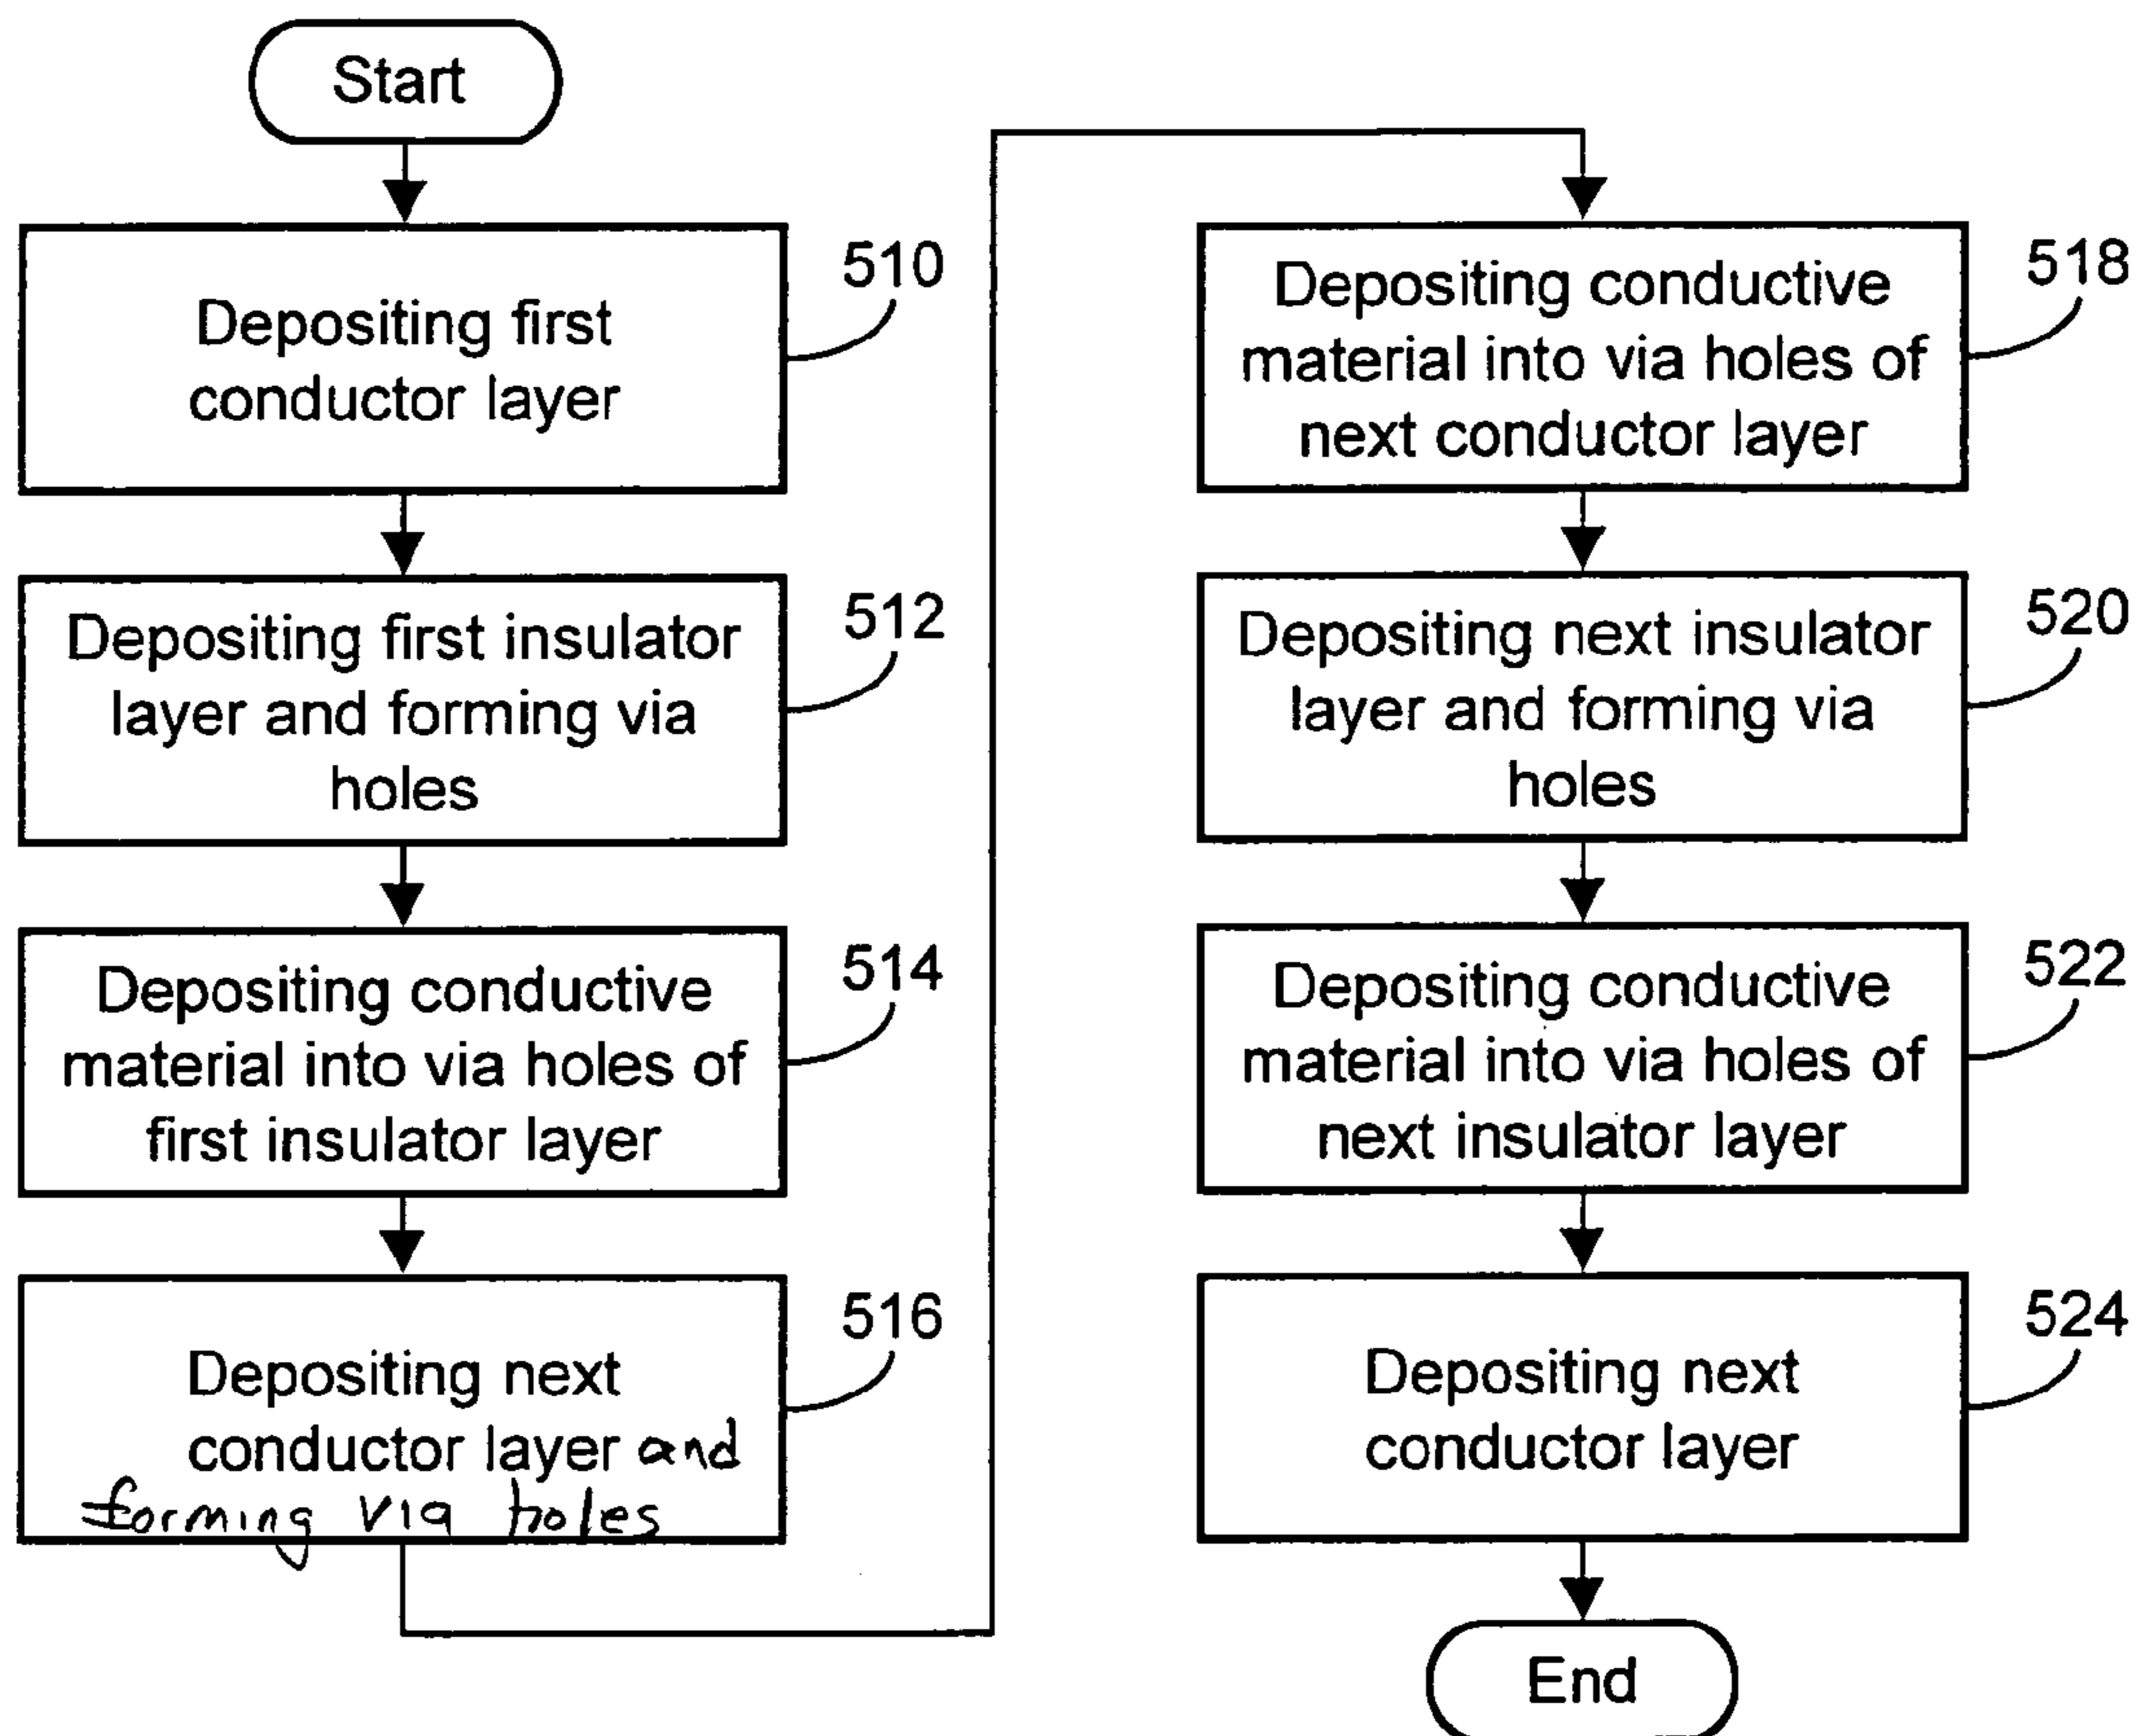 Start
Depositing first
conductor layer
510
Depositing first insulator
layer and forming via
holes
512
Depositing conductive
material into via holes of
first insulator layer
514
Depositing next
conductor layer and
forming via holes
516
Depositing conductive
material into via holes of
next conductor layer
518
Depositing next insulator
layer and forming via
holes
520
Depositing conductive
material into via holes of
next insulator layer
522
Depositing next
conductor layer
524
End